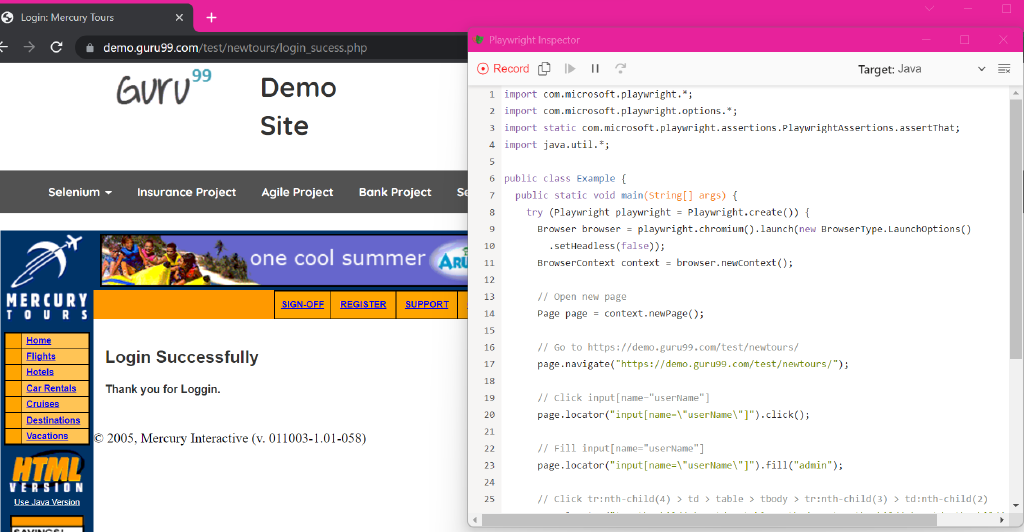 Login: Mercury Tours
demo.guru99.com/test/newtours/login_sucess.php
Guru99
Demo
Site
Selenium
Insurance Project
Agile Project
Bank Project
Se
one cool summer
ARU
MERCURY
TOURS
SIGN-OFF
REGISTER
SUPPORT
Home
Flights
Hotels
Car Rentals
Cruises
Destinations
Vacations
Login Successfully
Thank you for Loggin.
© 2005, Mercury Interactive (v. 011003-1.01-058)
HTML
VERSION
Use Java Version
Playwright Inspector
Record
Target: Java
1 import com.microsoft.playwright.*;
2 import com.microsoft.playwright.options.*;
3 import static com.microsoft.playwright.assertions.PlaywrightAssertions.assertThat;
4 import java.util.*;
5
6 public class Example {
7 public static void main(String[] args) {
8 try (Playwright playwright = Playwright.create()) {
9 Browser browser = playwright.chromium().launch(new BrowserType.LaunchOptions()
10 .setHeadless(false));
11 BrowserContext context = browser.newContext();
12
13 // Open new page
14 Page page = context.newPage();
15
16 // Go to https://demo.guru99.com/test/newtours/
17 page.navigate("https://demo.guru99.com/test/newtours/");
18
19 // Click input[name="userName"]
20 page.locator("input[name=\"userName\"]").click();
21
22 // Fill input[name="userName"]
23 page.locator("input[name=\"userName\"]").fill("admin");
24
25 // Click tr:nth-child(4) > td > table > tbody > tr:nth-child(3) > td:nth-child(2)